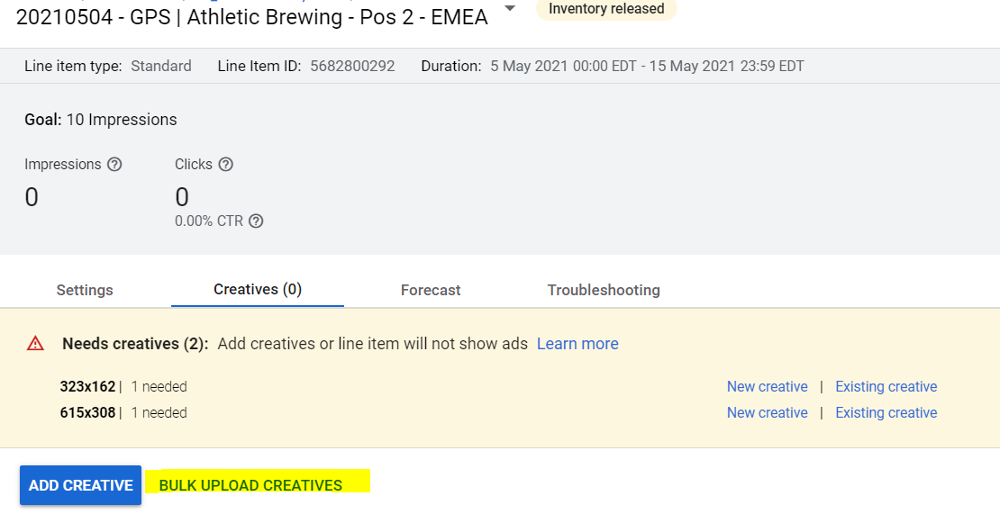 20210504 - GPS | Athletic Brewing - Pos 2 - EMEA Inventory released
Line item type: Standard Line Item ID: 5682800292 Duration: 5 May 2021 00:00 EDT - 15 May 2021 23:59 EDT
Goal: 10 Impressions
Impressions Clicks
0 0
0.00% CTR
Settings Creatives (0) Forecast Troubleshooting
Needs creatives (2): Add creatives or line item will not show ads Learn more
323x162 | 1 needed New creative | Existing creative
615x308 | 1 needed New creative | Existing creative
ADD CREATIVE BULK UPLOAD CREATIVES